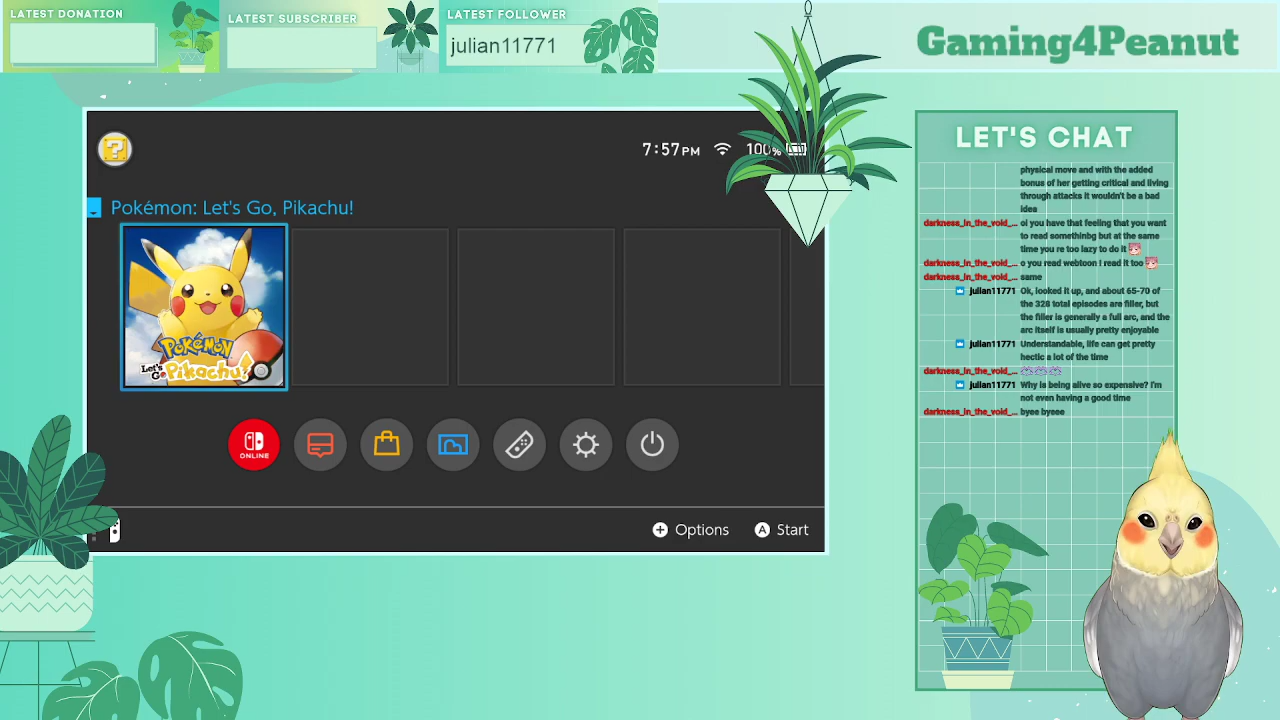 LATEST DONATION
LATEST SUBSCRIBER
LATEST FOLLOWER
julian11771
Gaming4Peanut
7:57PM 100%
Pokémon: Let's Go, Pikachu!
POKéMON
Let's Go Pikachu!
ONLINE
Options
Start
LET'S CHAT
physical move and with the added
bonus of her getting critical and living
through attacks it wouldn't be a bad
idea
darkness_in_the_void_... ol you have that feeling that you want
to read somethinbg but at the same
time you re too lazy to do it
darkness_in_the_void_... o you read webtoon I read it too
darkness_in_the_void_... same
julian11771 Ok, looked it up, and about 65-70 of
the 328 total episodes are filler, but
the filler is generally a full arc, and the
arc itself is usually pretty enjoyable
julian11771 Understandable, life can get pretty
hectic a lot of the time
darkness_in_the_void_...
julian11771 Why is being alive so expensive? I'm
not even having a good time
darkness_in_the_void_... byee byeee